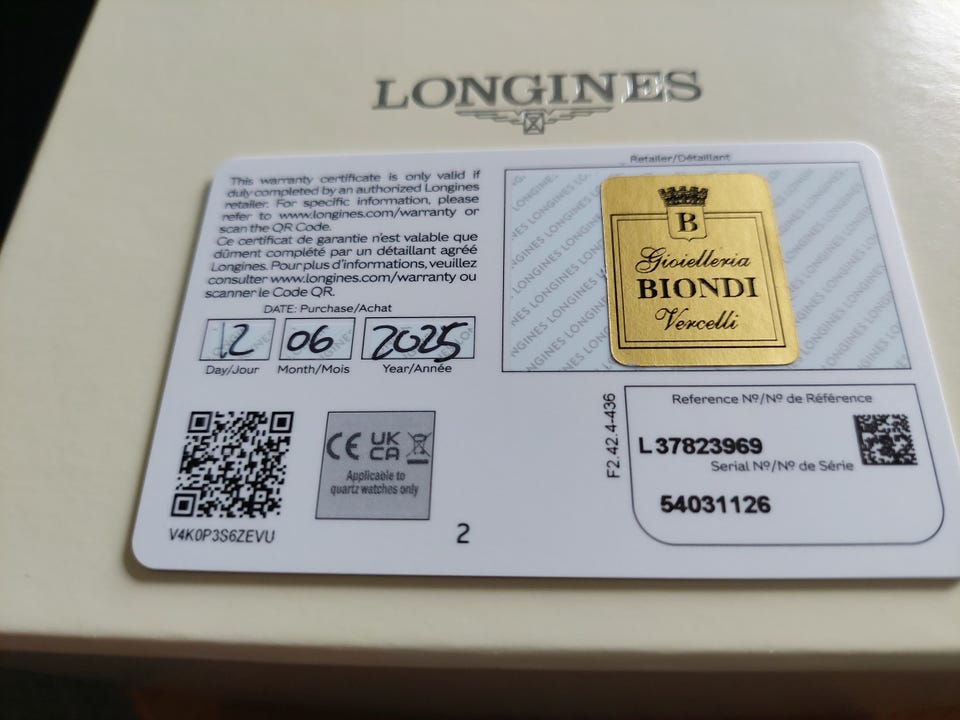 LONGINES
This warranty certificate is only valid if
duly completed by an authorized Longines
retailer. For specific information, please
refer to www.longines.com/warranty or
scan the QR Code.
Ce certificat de garantie n'est valable que
dûment complété par un détaillant agréé
Longines. Pour plus d'informations, veuillez
consulter www.longines.com/warranty ou
scanner le Code QR.
DATE: Purchase/Achat
12 06 2025
Day/Jour Month/Mois Year/Année
V4K0P3S6ZEVU
CE UK
CA
Applicable to
quartz watches only
2
Retailer/Détaillant
LONGINES LONGINES LONGINES
B
Gioielleria
BIONDI
Vercelli
F2.42.4-436
Reference Nº/Nº de Référence
L37823969
Serial Nº/Nº de Série
54031126